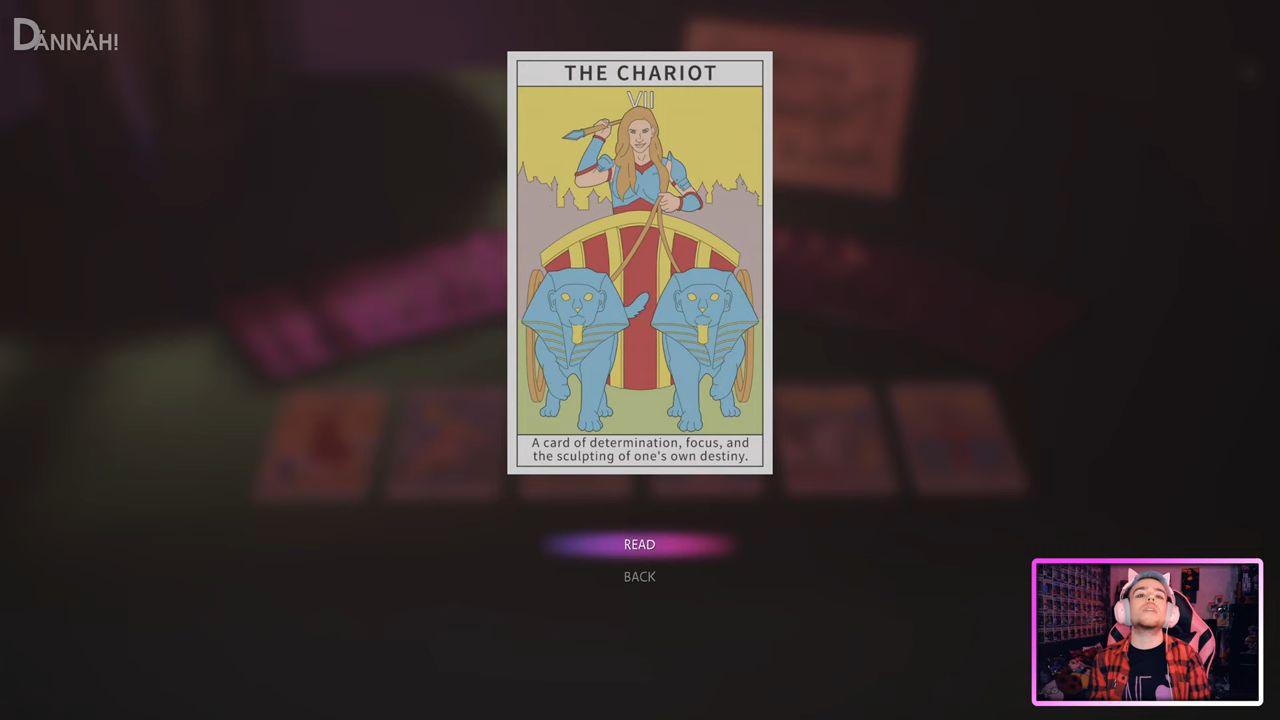 DÄNNÄH!
THE CHARIOT
VII
A card of determination, focus, and
the sculpting of one's own destiny.
READ
BACK